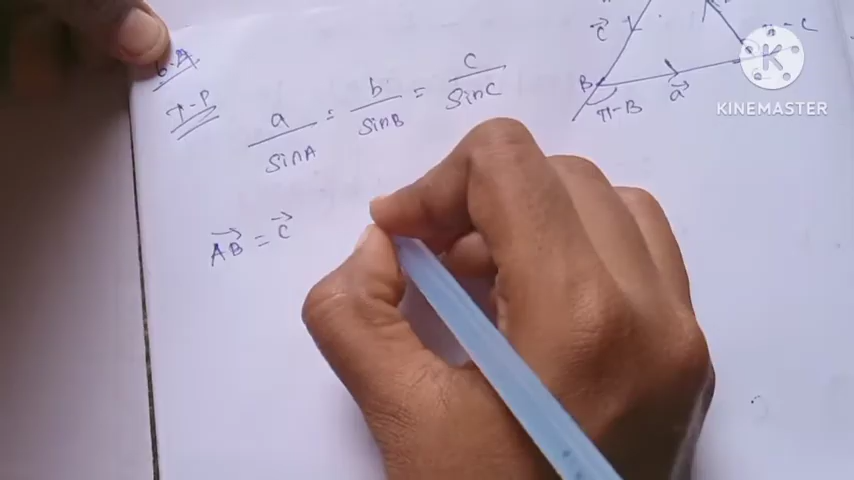 T-P
a/sinA = b/sinB = c/sinC
c⃗
B
a⃗
π-B
AB⃗ = c⃗
KINEMASTER